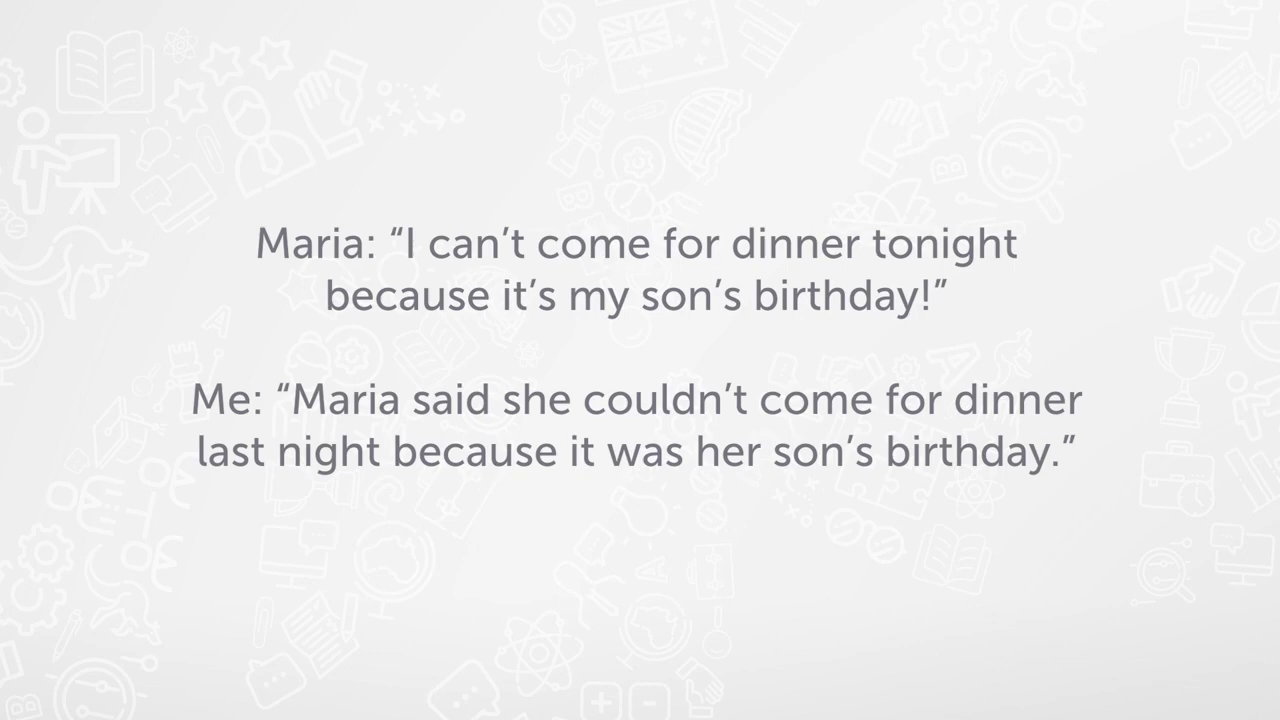 Maria: “I can’t come for dinner tonight
because it’s my son’s birthday!”
Me: “Maria said she couldn’t come for dinner
last night because it was her son’s birthday.”